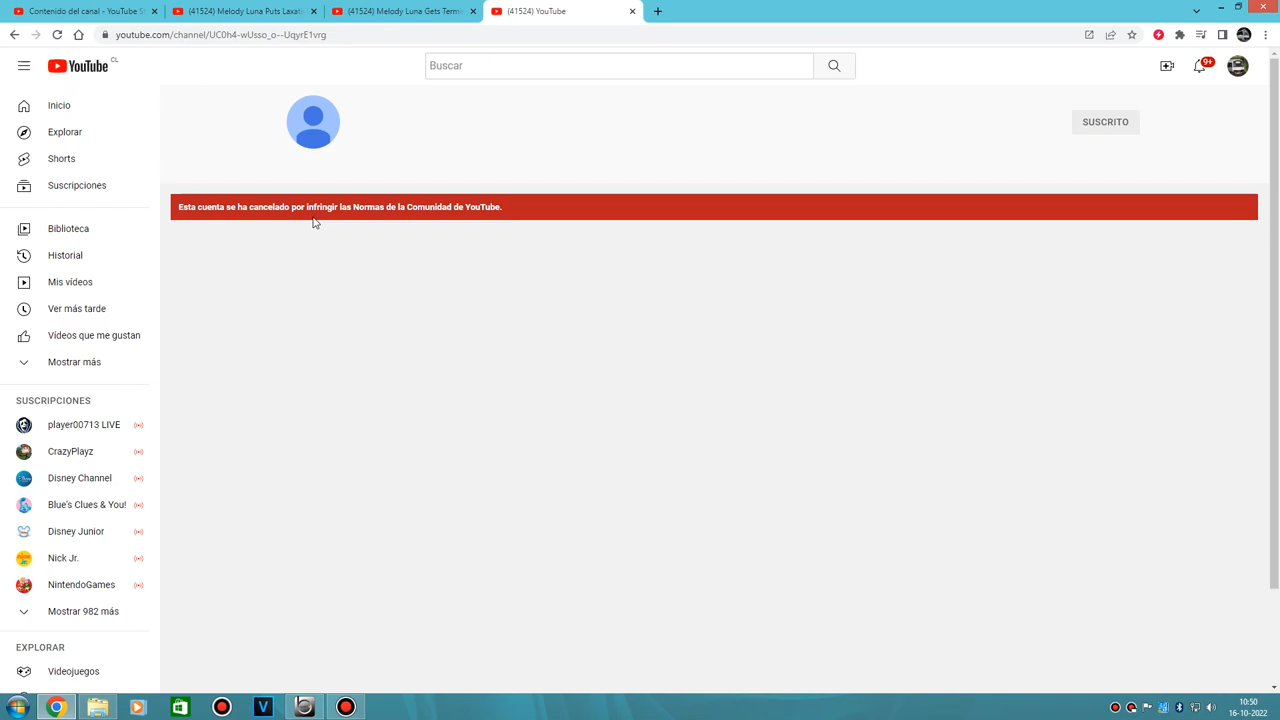 Contenido del canal - YouTube S
(41524) Melody Luna Puts Laxati
(41524) Melody Luna Gets Termi
(41524) YouTube
youtube.com/channel/UC0h4-wUsso_o--UqyrE1vrg
YouTube CL
Buscar
9+
Inicio
Explorar
Shorts
Suscripciones
SUSCRITO
Esta cuenta se ha cancelado por infringir las Normas de la Comunidad de YouTube.
Biblioteca
Historial
Mis vídeos
Ver más tarde
Vídeos que me gustan
Mostrar más
SUSCRIPCIONES
player00713 LIVE
CrazyPlayz
Disney Channel
Blue's Clues & You!
Disney Junior
Nick Jr.
NintendoGames
Mostrar 982 más
EXPLORAR
Videojuegos
10:50
16-10-2022